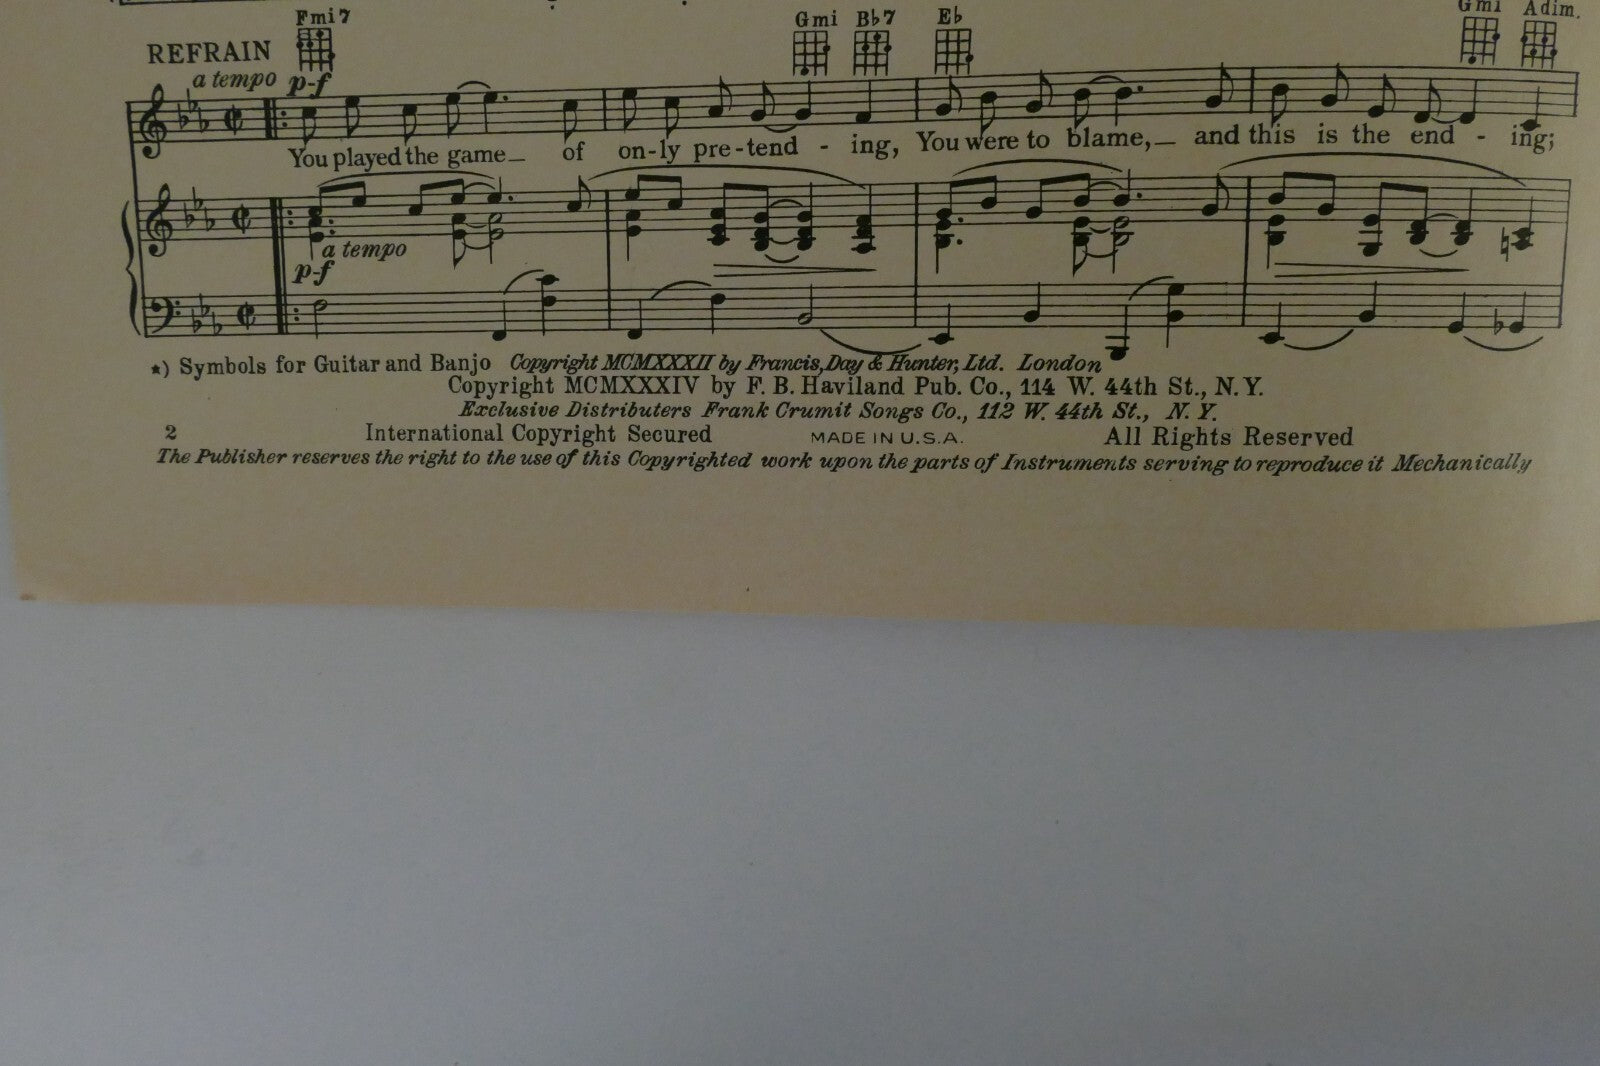 Fmi7 Gmi B♭7 E♭ Gmi Adim.
REFRAIN
a tempo p-f
You played the game_ of on-ly pre-tend - ing, You were to blame,_ and this is the end - ing;
a tempo
p-f
*) Symbols for Guitar and Banjo Copyright MCMXXXII by Francis, Day & Hunter, Ltd. London
Copyright MCMXXXIV by F. B. Haviland Pub. Co., 114 W. 44th St., N. Y.
Exclusive Distributers Frank Crumit Songs Co., 112 W. 44th St., N. Y.
2 International Copyright Secured MADE IN U.S.A. All Rights Reserved
The Publisher reserves the right to the use of this Copyrighted work upon the parts of Instruments serving to reproduce it Mechanically